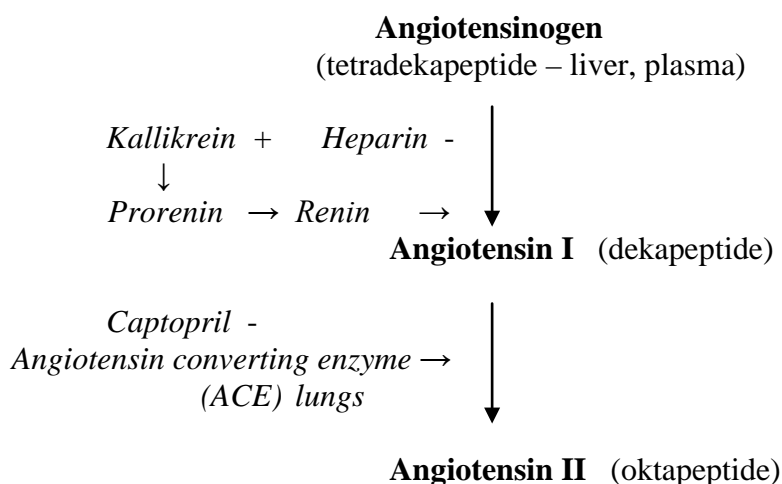 Angiotensinogen
(tetradekapeptide – liver, plasma)
Kallikrein + Heparin -
↓
Prorenin → Renin →
Angiotensin I (dekapeptide)
Captopril -
Angiotensin converting enzyme →
(ACE) lungs
Angiotensin II (oktapeptide)